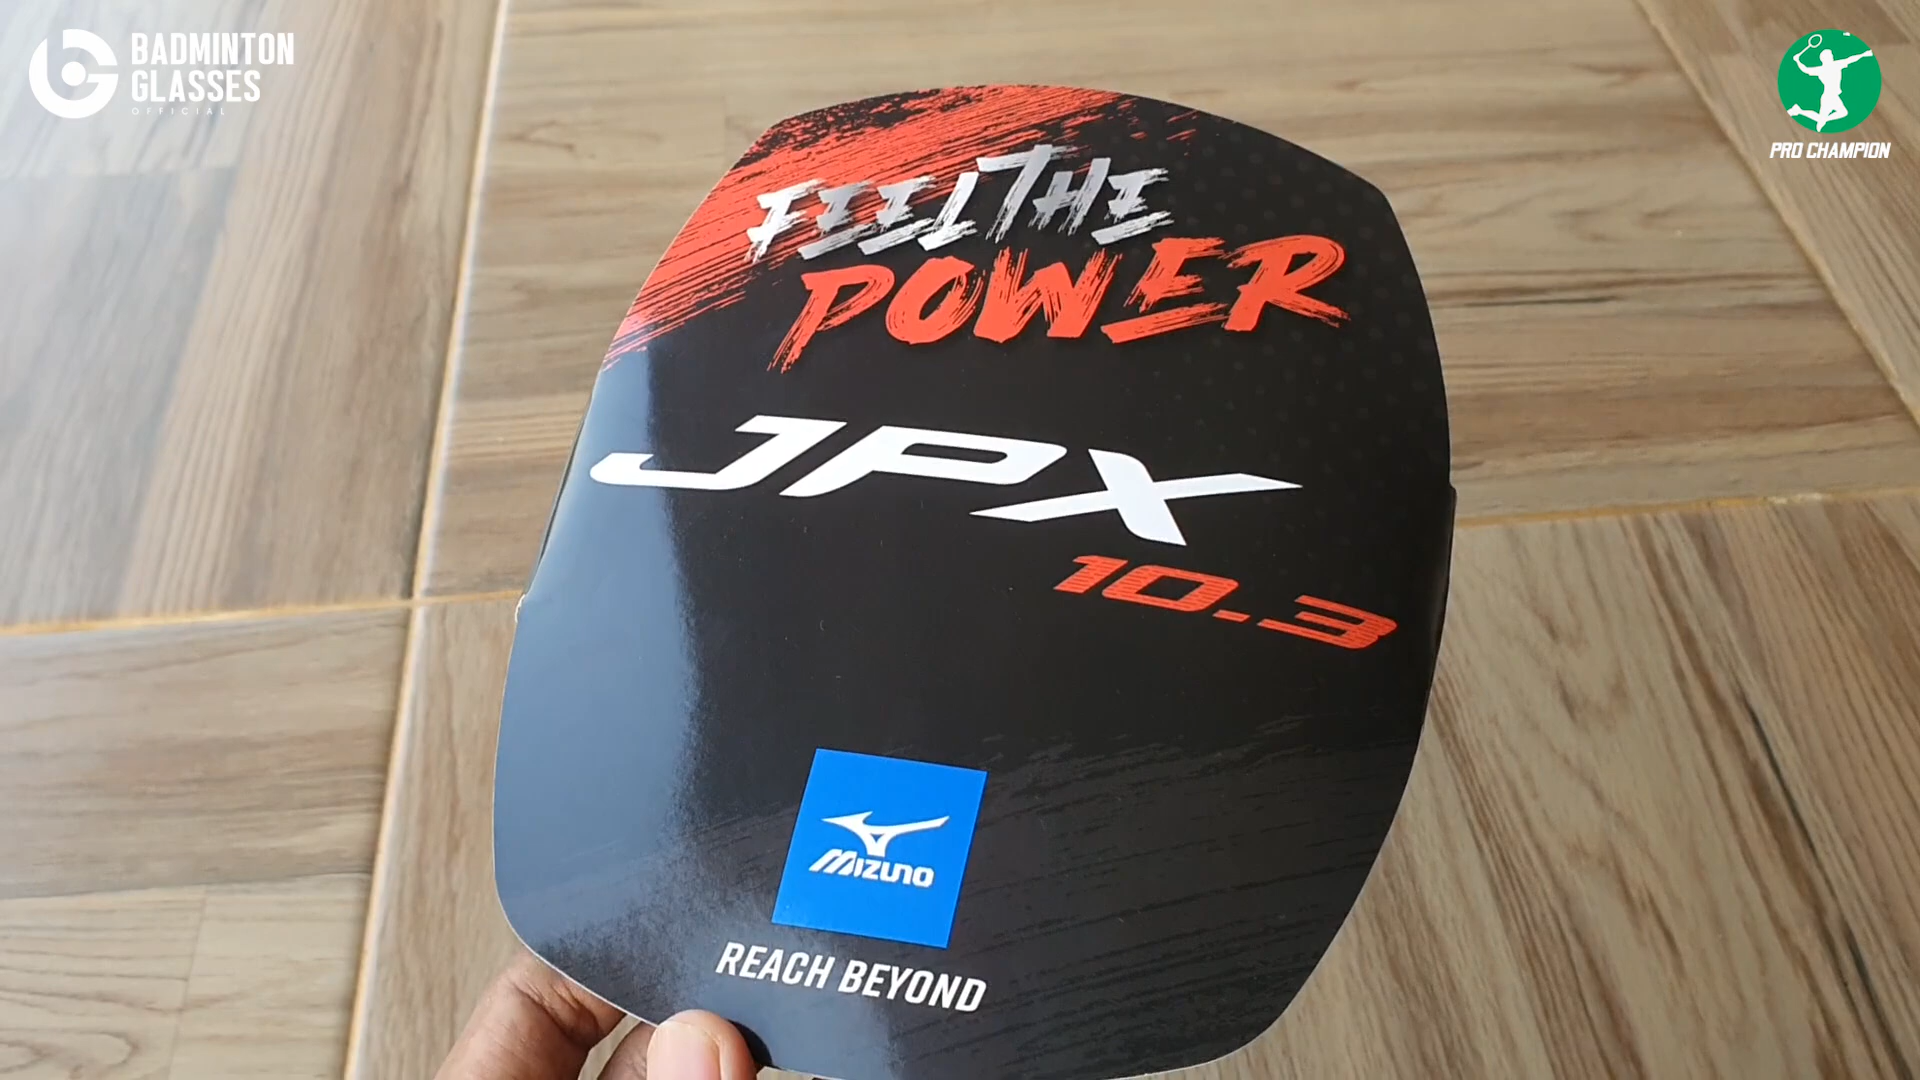 BADMINTON
GLASSES
OFFICIAL
PRO CHAMPION
FEEL THE
POWER
JPX
10.3
MIZUNO
REACH BEYOND